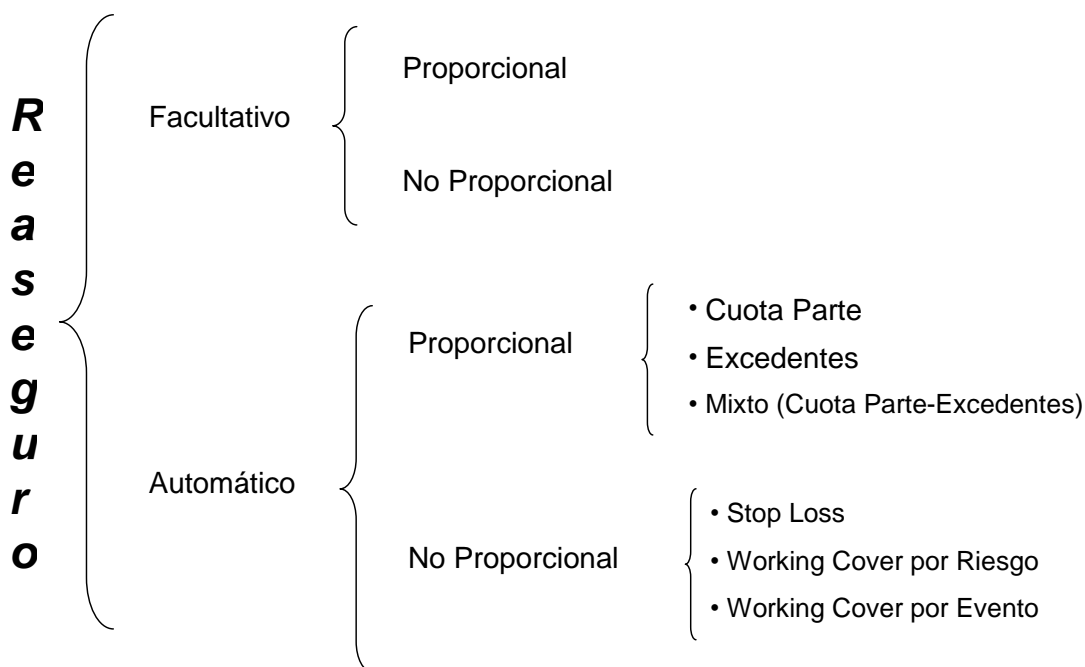 Reaseguro
Facultativo
Proporcional
No Proporcional
Automático
Proporcional
• Cuota Parte
• Excedentes
• Mixto (Cuota Parte-Excedentes)
No Proporcional
• Stop Loss
• Working Cover por Riesgo
• Working Cover por Evento